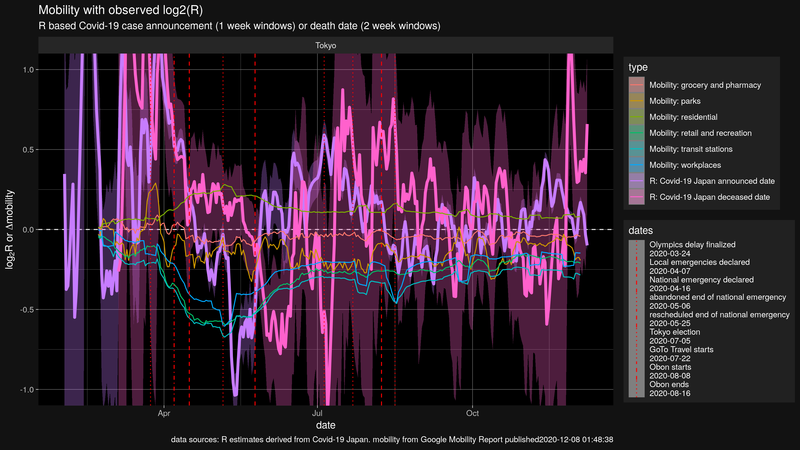 Mobility with observed log2(R)
R based Covid-19 case announcement (1 week windows) or death date (2 week windows)
Tokyo
1.0
0.5
0.0
-0.5
-1.0
log2R or Δmobility
Apr
Jul
Oct
date
data sources: R estimates derived from Covid-19 Japan. mobility from Google Mobility Report published2020-12-08 01:48:38
type
Mobility: grocery and pharmacy
Mobility: parks
Mobility: residential
Mobility: retail and recreation
Mobility: transit stations
Mobility: workplaces
R: Covid-19 Japan announced date
R: Covid-19 Japan deceased date
dates
Olympics delay finalized
2020-03-24
Local emergencies declared
2020-04-07
National emergency declared
2020-04-16
abandoned end of national emergency
2020-05-06
rescheduled end of national emergency
2020-05-25
Tokyo election
2020-07-05
GoTo Travel starts
2020-07-22
Obon starts
2020-08-08
Obon ends
2020-08-16